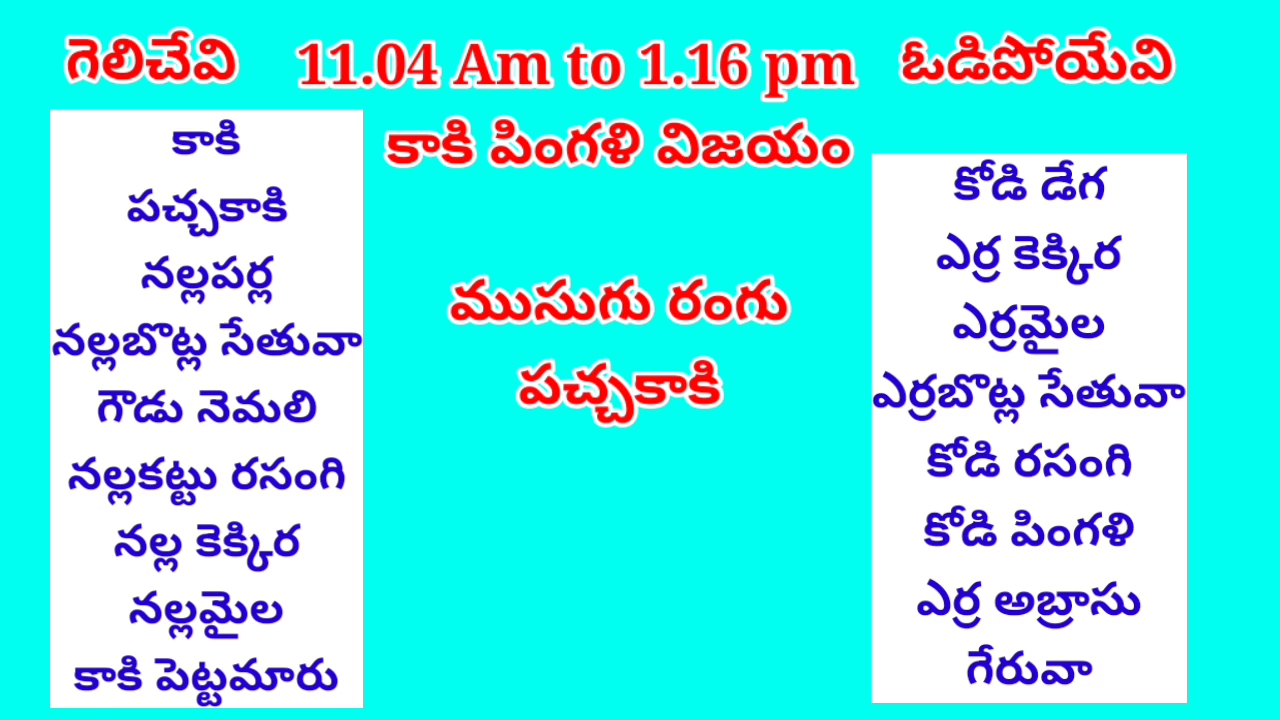 గెలిచేవి
11.04 Am to 1.16 pm
ఓడిపోయేవి
కాకి పింగళి విజయం
ముసుగు రంగు
పచ్చకాకి
కాకి
పచ్చకాకి
నల్లపర్ల
నల్లబొట్ల సేతువా
గౌడు నెమలి
నల్లకట్టు రసంగి
నల్ల కెక్కిర
నల్లమైల
కాకి పెట్టమారు
కోడి డేగ
ఎర్ర కెక్కిర
ఎర్రమైల
ఎర్రబొట్ల సేతువా
కోడి రసంగి
కోడి పింగళి
ఎర్ర అబ్రాసు
గేరువా